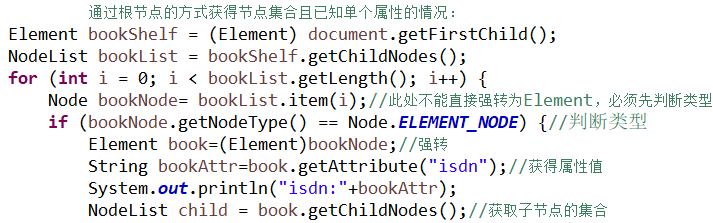 通过根节点的方式获得节点集合且已知单个属性的情况:
Element bookShelf = (Element) document.getFirstChild();
NodeList bookList = bookShelf.getChildNodes();
for (int i = 0; i < bookList.getLength(); i++) {
Node bookNode= bookList.item(i);//此处不能直接强转为Element，必须先判断类型
if (bookNode.getNodeType() == Node.ELEMENT_NODE) {//判断类型
Element book=(Element)bookNode;//强转
String bookAttr=book.getAttribute("isdn");//获得属性值
System.out.println("isdn:"+bookAttr);
NodeList child = book.getChildNodes();//获取子节点的集合